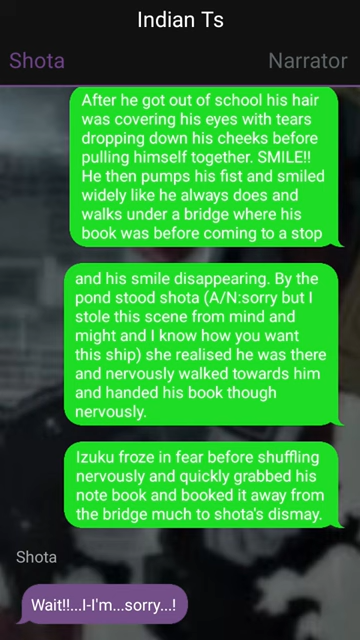 Indian Ts
Shota
Narrator
After he got out of school his hair
was covering his eyes with tears
dropping down his cheeks before
pulling himself together. SMILE!!
He then pumps his fist and smiled
widely like he always does and
walks under a bridge where his
book was before coming to a stop
and his smile disappearing. By the
pond stood shota (A/N:sorry but I
stole this scene from mind and
might and I know how you want
this ship) she realised he was there
and nervously walked towards him
and handed his book though
nervously.
Izuku froze in fear before shuffling
nervously and quickly grabbed his
note book and booked it away from
the bridge much to shota's dismay.
Shota
Wait!!...I-I'm...sorry...!